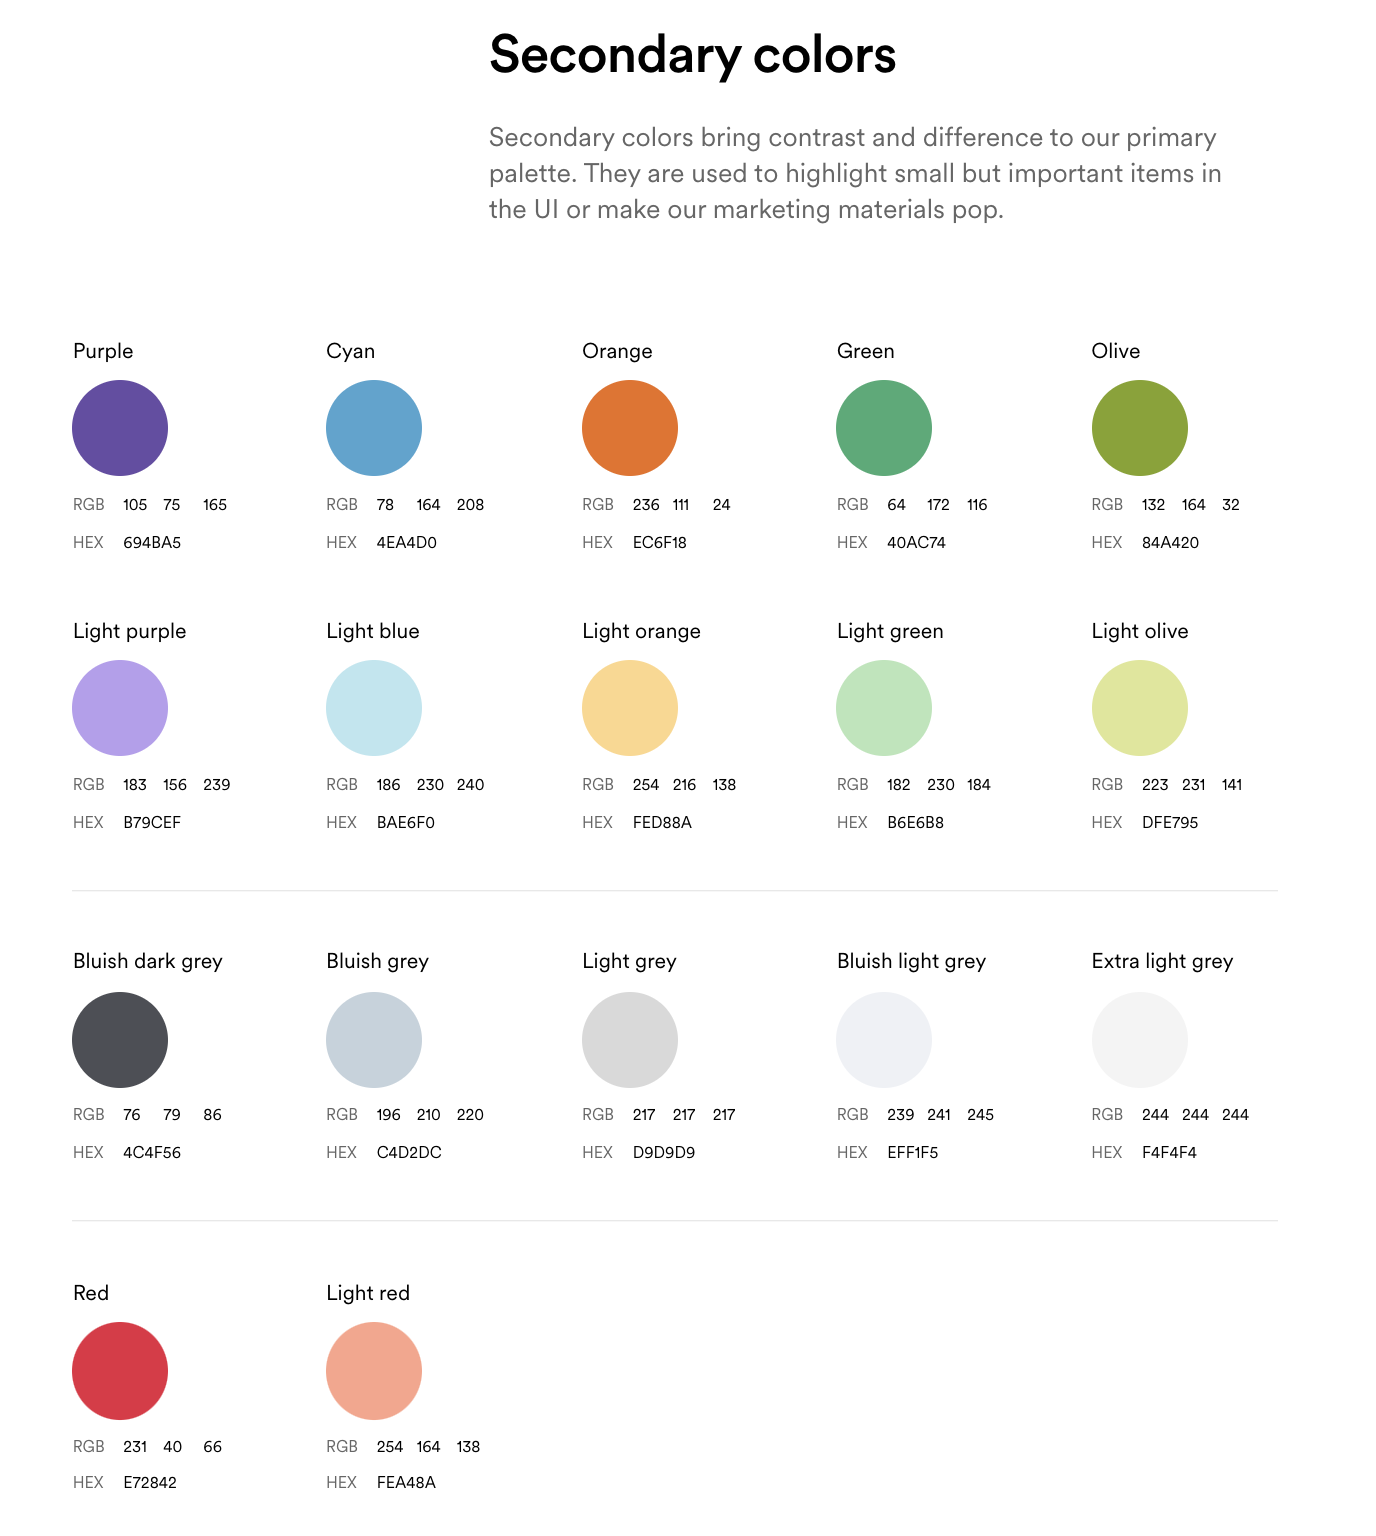 Secondary colors
Secondary colors bring contrast and difference to our primary
palette. They are used to highlight small but important items in
the UI or make our marketing materials pop.
Purple Cyan Orange Green Olive
RGB 105 75 165 RGB 78 164 208 RGB 236 111 24 RGB 64 172 116 RGB 132 164 32
HEX 694BA5 HEX 4EA4D0 HEX EC6F18 HEX 40AC74 HEX 84A420
Light purple Light blue Light orange Light green Light olive
RGB 183 156 239 RGB 186 230 240 RGB 254 216 138 RGB 182 230 184 RGB 223 231 141
HEX B79CEF HEX BAE6F0 HEX FED88A HEX B6E6B8 HEX DFE795
Bluish dark grey Bluish grey Light grey Bluish light grey Extra light grey
RGB 76 79 86 RGB 196 210 220 RGB 217 217 217 RGB 239 241 245 RGB 244 244 244
HEX 4C4F56 HEX C4D2DC HEX D9D9D9 HEX EFF1F5 HEX F4F4F4
Red Light red
RGB 231 40 66 RGB 254 164 138
HEX E72842 HEX FEA48A